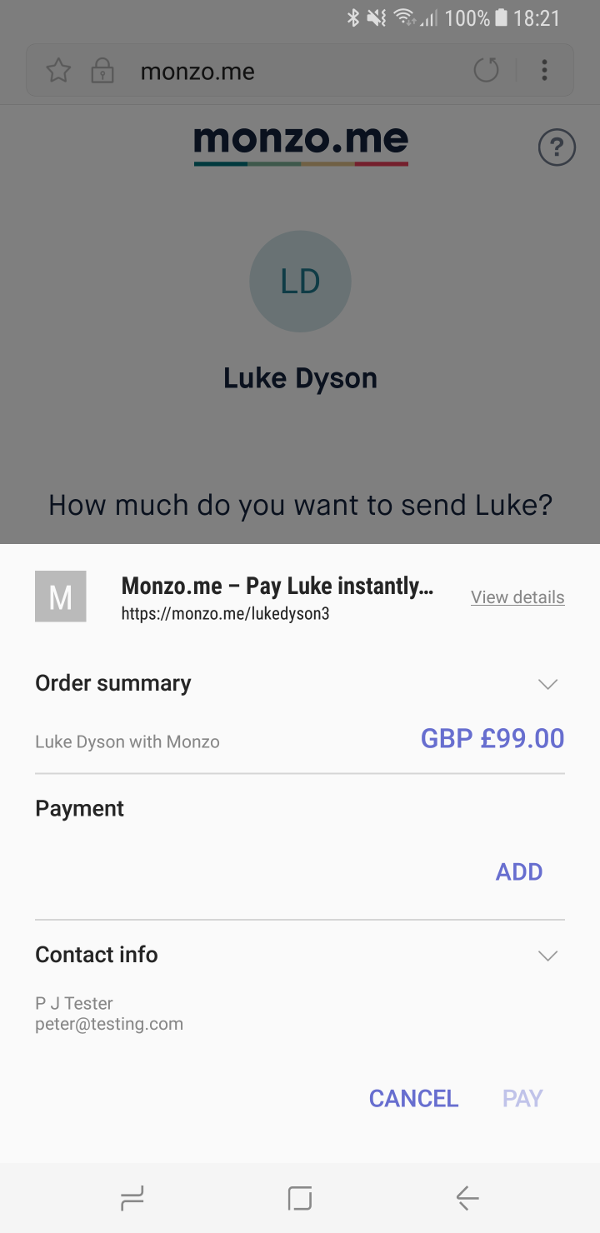 100% 18:21
monzo.me
monzo.me
?
LD
Luke Dyson
How much do you want to send Luke?
M
Monzo.me – Pay Luke instantly...
View details
https://monzo.me/lukedyson3
Order summary
Luke Dyson with Monzo
GBP £99.00
Payment
ADD
Contact info
P J Tester
peter@testing.com
CANCEL PAY